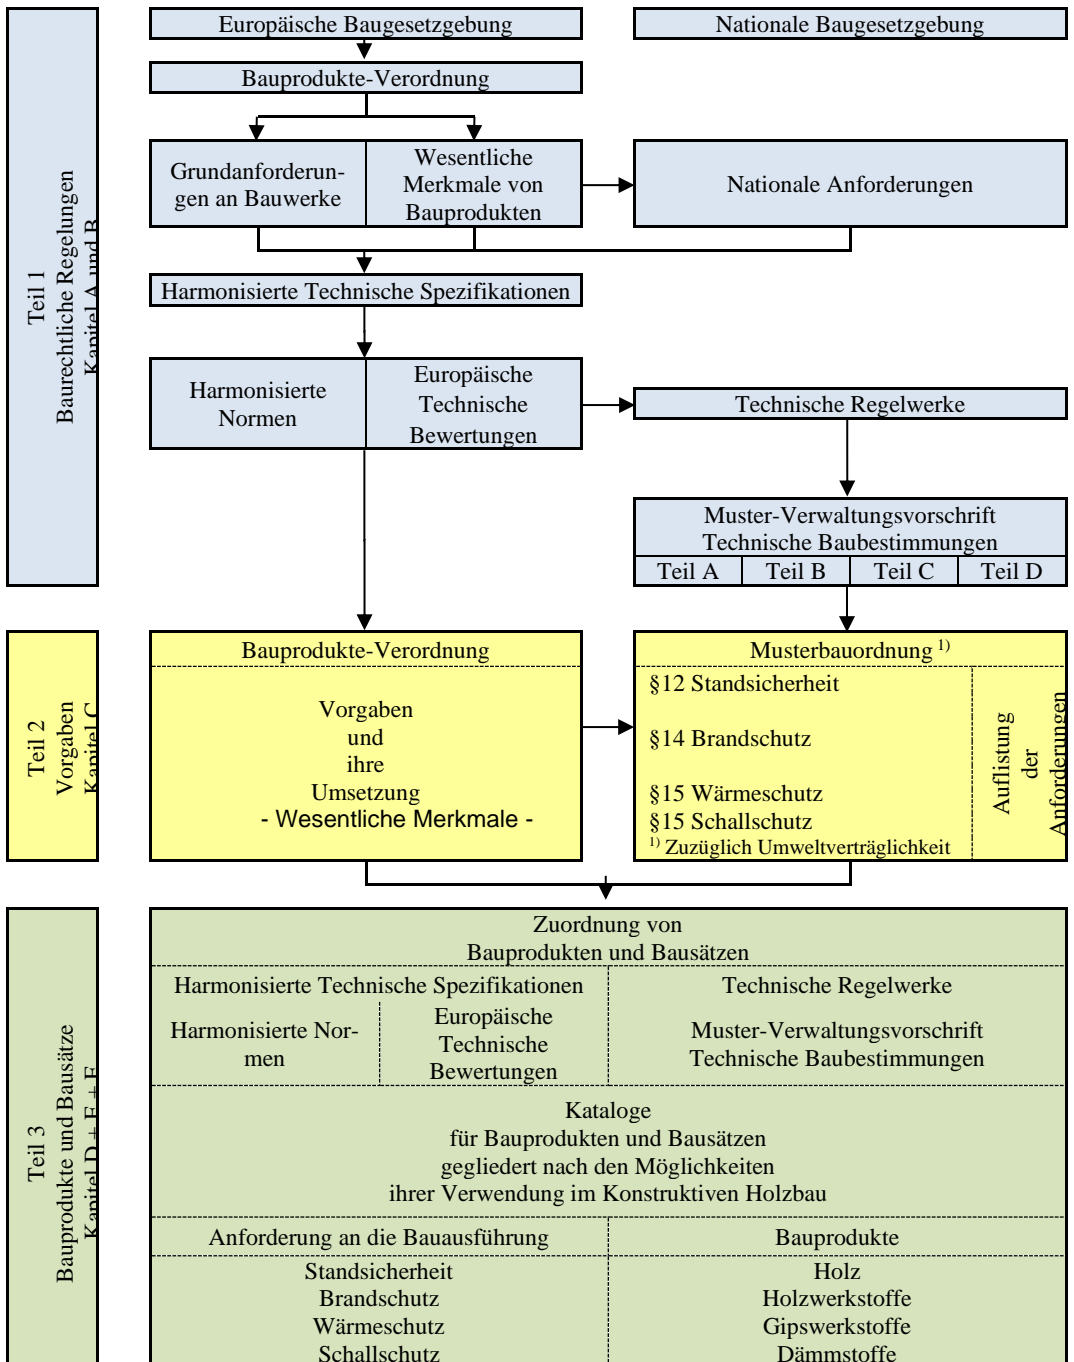 Teil 1
Baurechtliche Regelungen
Kapitel A und B
Europäische Baugesetzgebung
Nationale Baugesetzgebung
Bauprodukte-Verordnung
Grundanforderun-
gen an Bauwerke
Wesentliche
Merkmale von
Bauprodukten
Nationale Anforderungen
Harmonisierte Technische Spezifikationen
Harmonisierte
Normen
Europäische
Technische
Bewertungen
Technische Regelwerke
Muster-Verwaltungsvorschrift
Technische Baubestimmungen
Teil A
Teil B
Teil C
Teil D
Teil 2
Vorgaben
Kapitel C
Bauprodukte-Verordnung
Vorgaben
und
ihre
Umsetzung
- Wesentliche Merkmale -
Musterbauordnung 1)
§12 Standsicherheit
§14 Brandschutz
§15 Wärmeschutz
§15 Schallschutz
1) Zuzüglich Umweltverträglichkeit
Auflistung
der
Anforderungen
Teil 3
Bauprodukte und Bausätze
Kapitel D + E + F
Zuordnung von
Bauprodukten und Bausätzen
Harmonisierte Technische Spezifikationen
Technische Regelwerke
Harmonisierte Nor-
men
Europäische
Technische
Bewertungen
Muster-Verwaltungsvorschrift
Technische Baubestimmungen
Kataloge
für Bauprodukten und Bausätzen
gegliedert nach den Möglichkeiten
ihrer Verwendung im Konstruktiven Holzbau
Anforderung an die Bauausführung
Bauprodukte
Standsicherheit
Brandschutz
Wärmeschutz
Schallschutz
Holz
Holzwerkstoffe
Gipswerkstoffe
Dämmstoffe